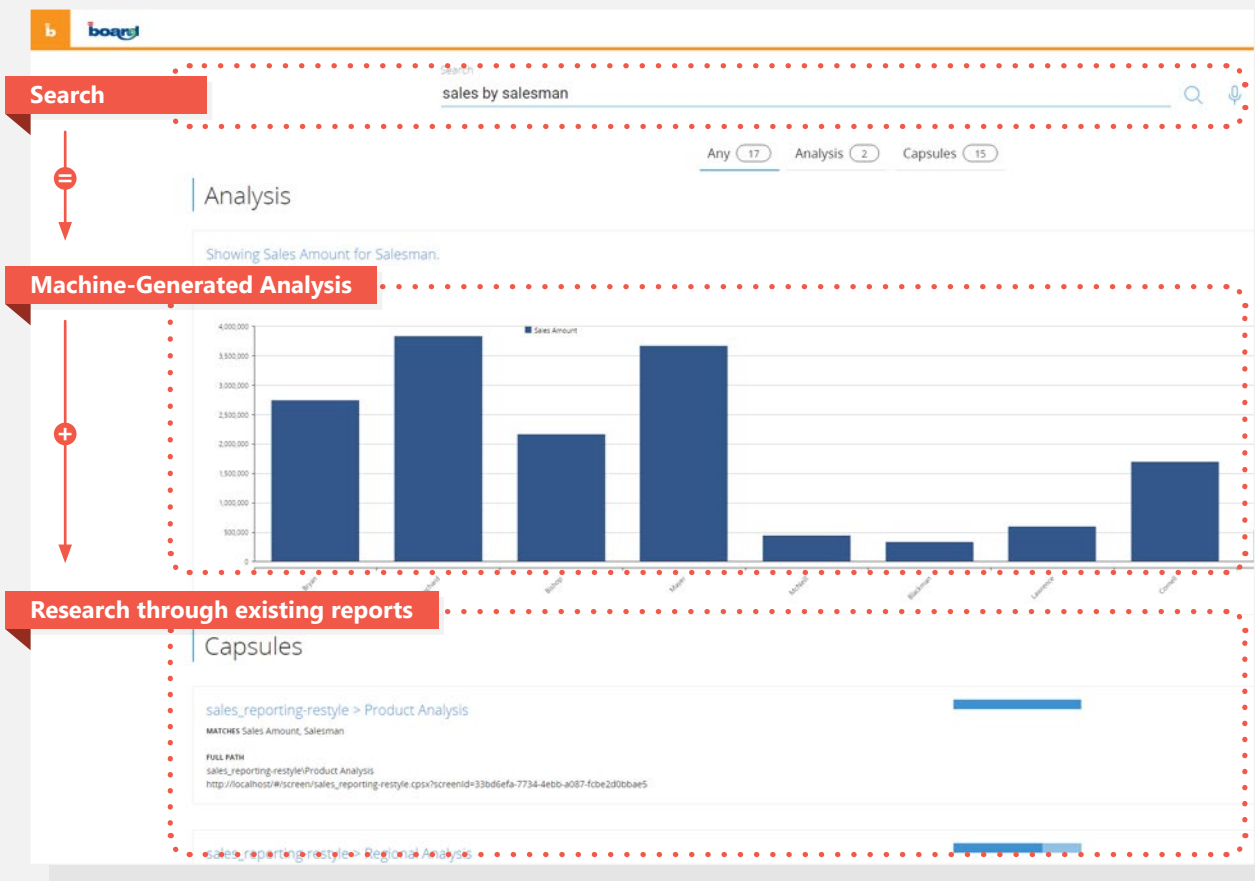 b board
Search
Search
sales by salesman
Any 17 Analysis 2 Capsules 15
Analysis
Showing Sales Amount for Salesman.
Machine-Generated Analysis
Sales Amount
4,000,000
3,500,000
3,000,000
2,500,000
2,000,000
1,500,000
1,000,000
500,000
0
Bryan
Bishop
Mayer
McNeill
Blackman
Lawrence
Cornell
Research through existing reports
Capsules
sales_reporting-restyle > Product Analysis
MATCHES Sales Amount, Salesman
FULL PATH
sales_reporting-restyle\Product Analysis
http://localhost/#/screen/sales_reporting-restyle.cpsx?screenId=33bd6efa-7734-4ebb-a087-fcbe2d0bbae5
sales_reporting-restyle > Regional Analysis